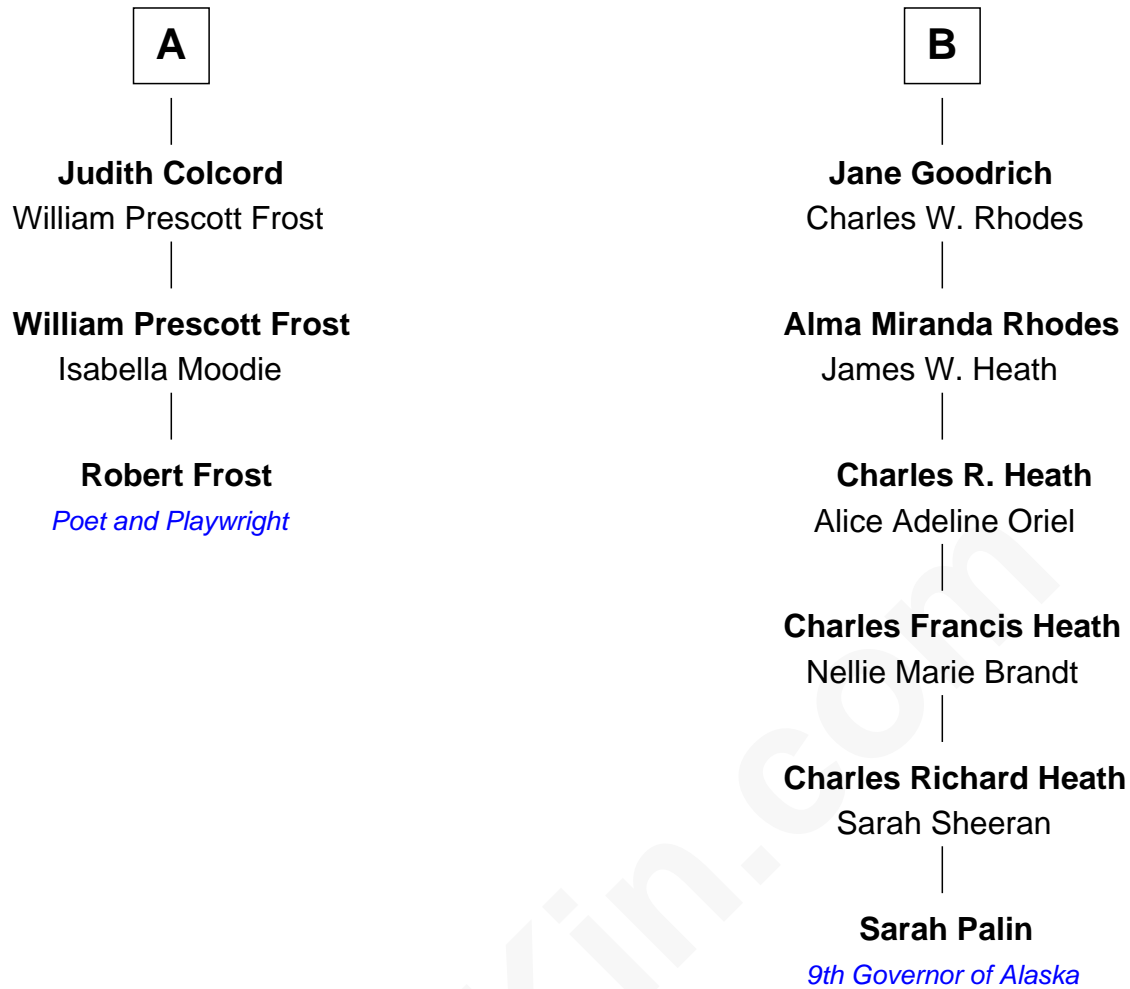 A
Judith Colcord
William Prescott Frost
William Prescott Frost
Isabella Moodie
Robert Frost
Poet and Playwright
B
Jane Goodrich
Charles W. Rhodes
Alma Miranda Rhodes
James W. Heath
Charles R. Heath
Alice Adeline Oriel
Charles Francis Heath
Nellie Marie Brandt
Charles Richard Heath
Sarah Sheeran
Sarah Palin
9th Governor of Alaska
Kin.com